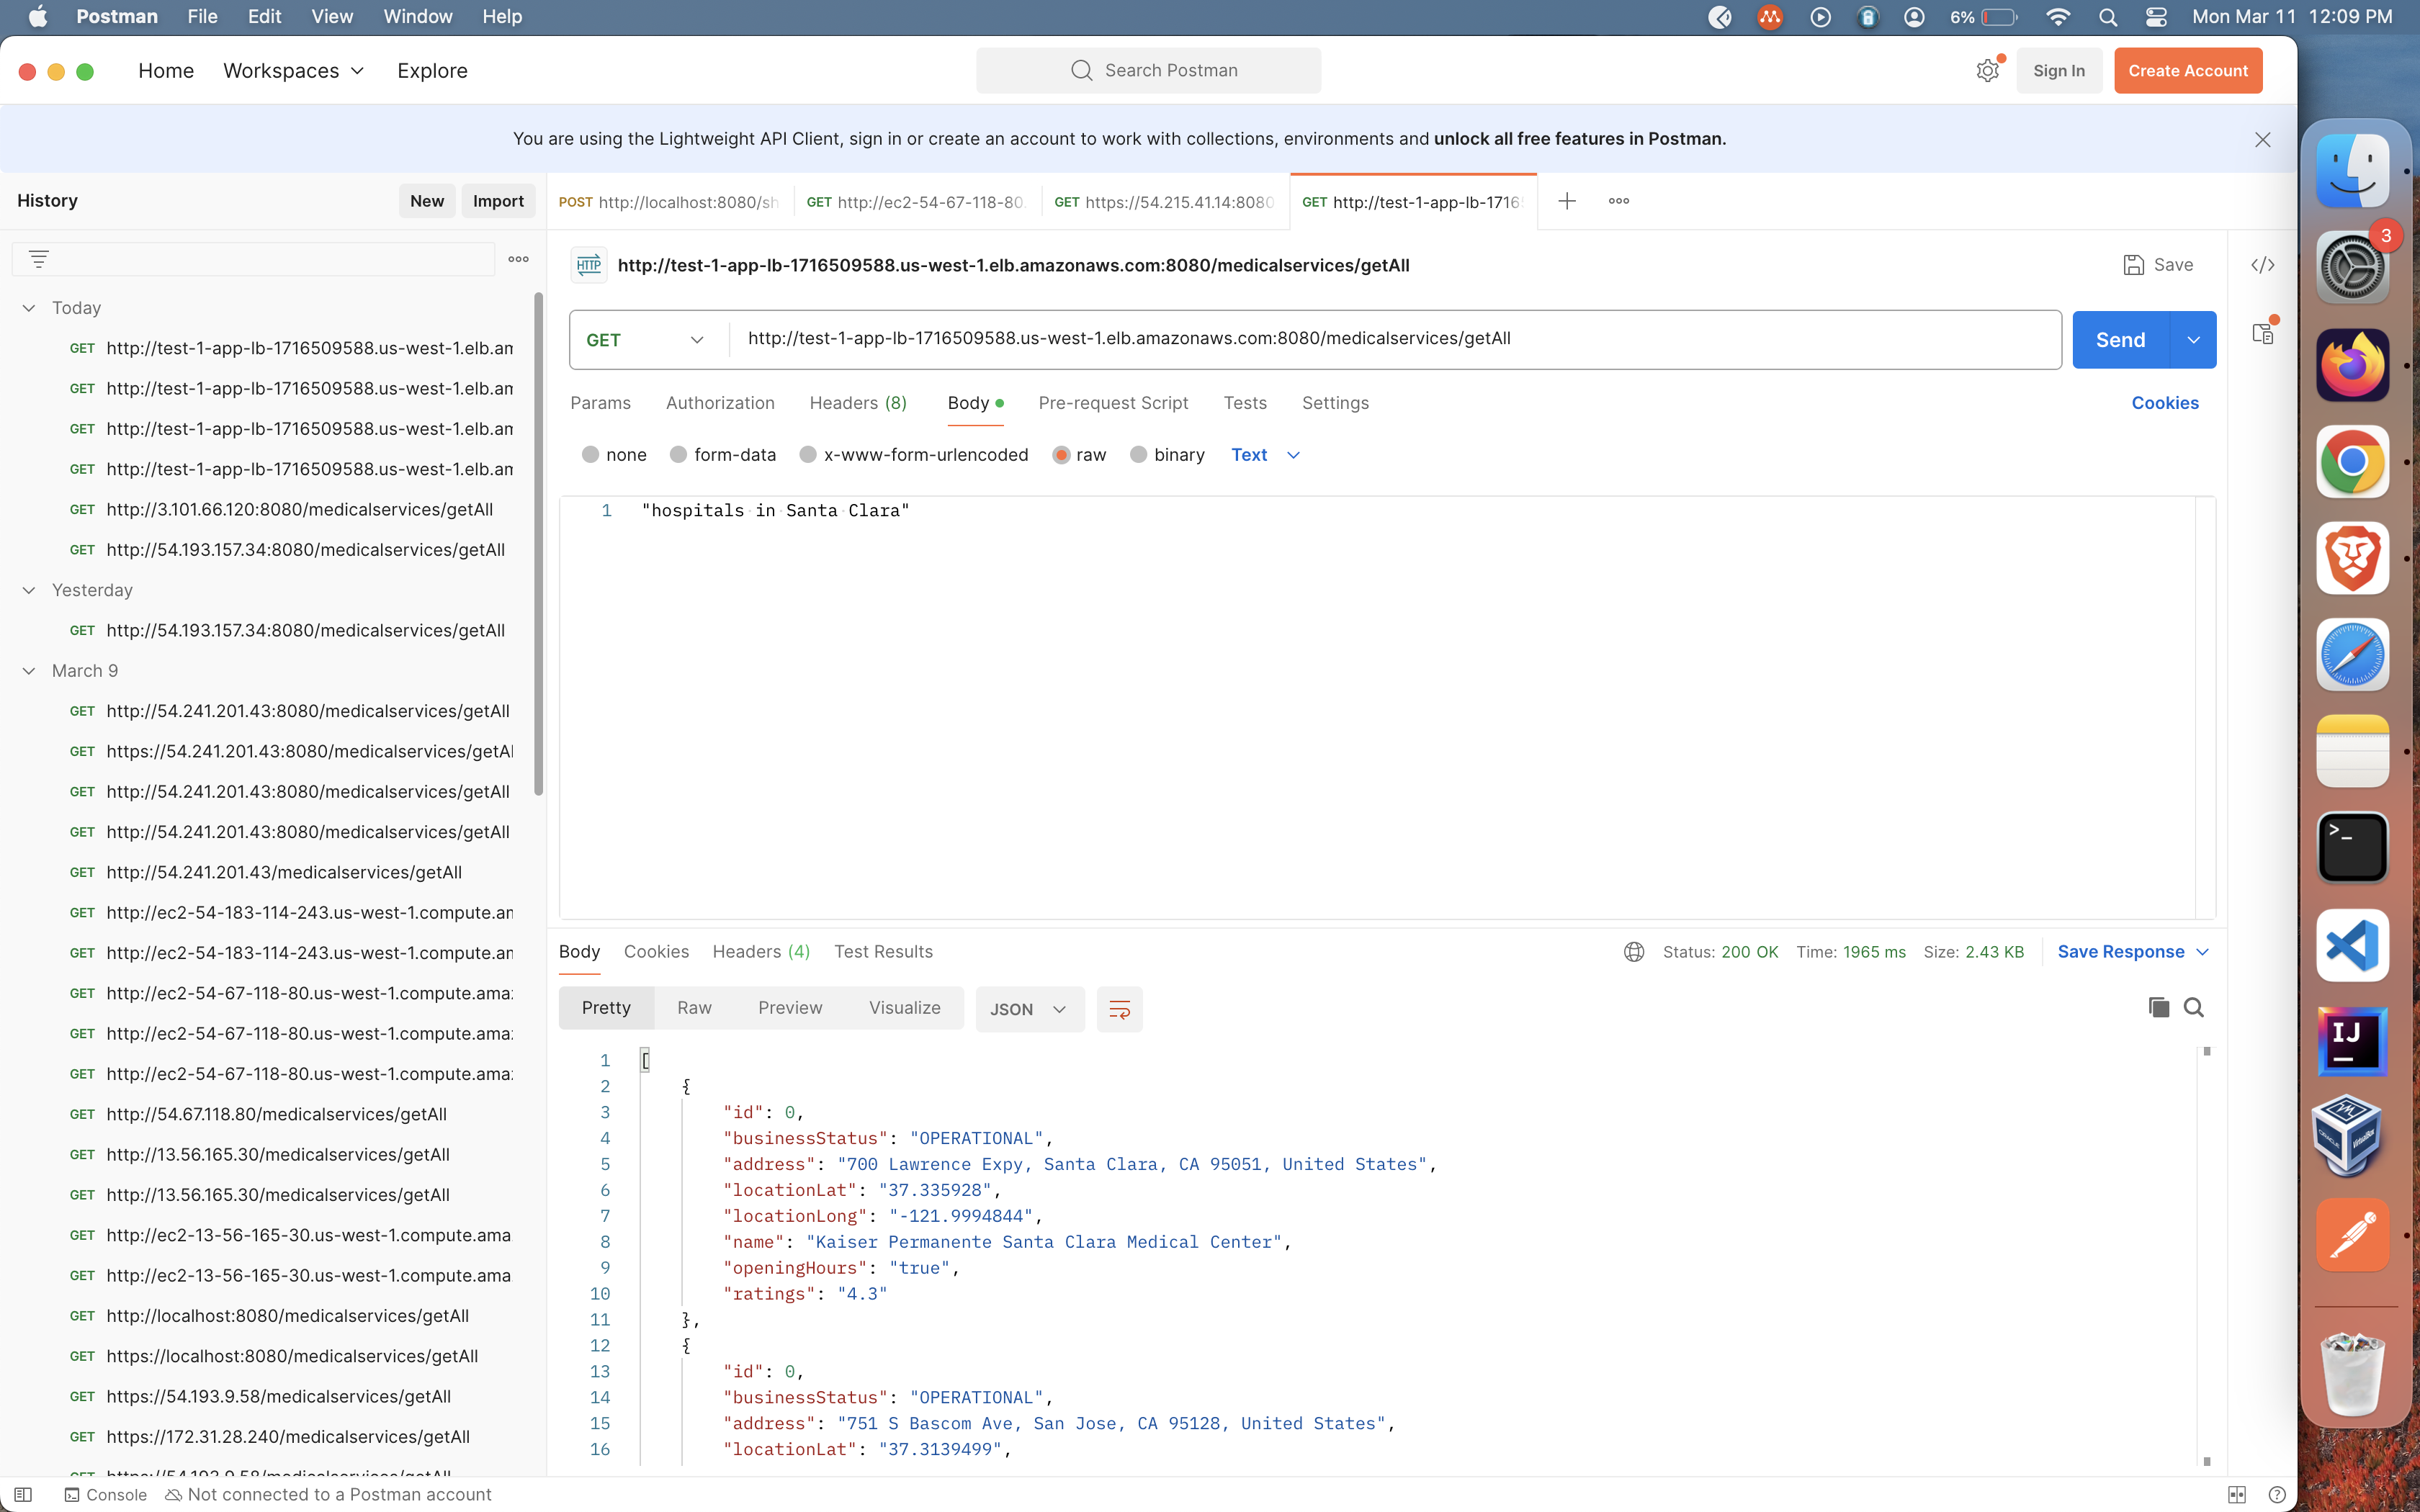 Postman File Edit View Window Help 6% Mon Mar 11 12:09 PM
Home Workspaces Explore Search Postman Sign In Create Account
You are using the Lightweight API Client, sign in or create an account to work with collections, environments and unlock all free features in Postman.
History New Import
POST http://localhost:8080/sh GET http://ec2-54-67-118-80. GET https://54.215.41.14:8080 GET http://test-1-app-lb-1716
HTTP http://test-1-app-lb-1716509588.us-west-1.elb.amazonaws.com:8080/medicalservices/getAll Save
GET http://test-1-app-lb-1716509588.us-west-1.elb.amazonaws.com:8080/medicalservices/getAll Send
Params Authorization Headers (8) Body Pre-request Script Tests Settings Cookies
none form-data x-www-form-urlencoded raw binary Text
1 "hospitals in Santa Clara"
Today
GET http://test-1-app-lb-1716509588.us-west-1.elb.am
GET http://test-1-app-lb-1716509588.us-west-1.elb.am
GET http://test-1-app-lb-1716509588.us-west-1.elb.am
GET http://test-1-app-lb-1716509588.us-west-1.elb.am
GET http://3.101.66.120:8080/medicalservices/getAll
GET http://54.193.157.34:8080/medicalservices/getAll
Yesterday
GET http://54.193.157.34:8080/medicalservices/getAll
March 9
GET http://54.241.201.43:8080/medicalservices/getAll
GET https://54.241.201.43:8080/medicalservices/getAl
GET http://54.241.201.43:8080/medicalservices/getAll
GET http://54.241.201.43:8080/medicalservices/getAll
GET http://54.241.201.43/medicalservices/getAll
GET http://ec2-54-183-114-243.us-west-1.compute.an
GET http://ec2-54-183-114-243.us-west-1.compute.an
GET http://ec2-54-67-118-80.us-west-1.compute.ama
GET http://ec2-54-67-118-80.us-west-1.compute.ama
GET http://ec2-54-67-118-80.us-west-1.compute.ama
GET http://54.67.118.80/medicalservices/getAll
GET http://13.56.165.30/medicalservices/getAll
GET http://13.56.165.30/medicalservices/getAll
GET http://ec2-13-56-165-30.us-west-1.compute.ama
GET http://ec2-13-56-165-30.us-west-1.compute.ama
GET http://localhost:8080/medicalservices/getAll
GET https://localhost:8080/medicalservices/getAll
GET https://54.193.9.58/medicalservices/getAll
GET https://172.31.28.240/medicalservices/getAll
GET https://54.193.9.58/medicalservices/getAll
Body Cookies Headers (4) Test Results Status: 200 OK Time: 1965 ms Size: 2.43 KB Save Response
Pretty Raw Preview Visualize JSON
1 [
2 {
3 "id": 0,
4 "businessStatus": "OPERATIONAL",
5 "address": "700 Lawrence Expy, Santa Clara, CA 95051, United States",
6 "locationLat": "37.335928",
7 "locationLong": "-121.9994844",
8 "name": "Kaiser Permanente Santa Clara Medical Center",
9 "openingHours": "true",
10 "ratings": "4.3"
11 },
12 {
13 "id": 0,
14 "businessStatus": "OPERATIONAL",
15 "address": "751 S Bascom Ave, San Jose, CA 95128, United States",
16 "locationLat": "37.3139499",
Console Not connected to a Postman account
3
IJ